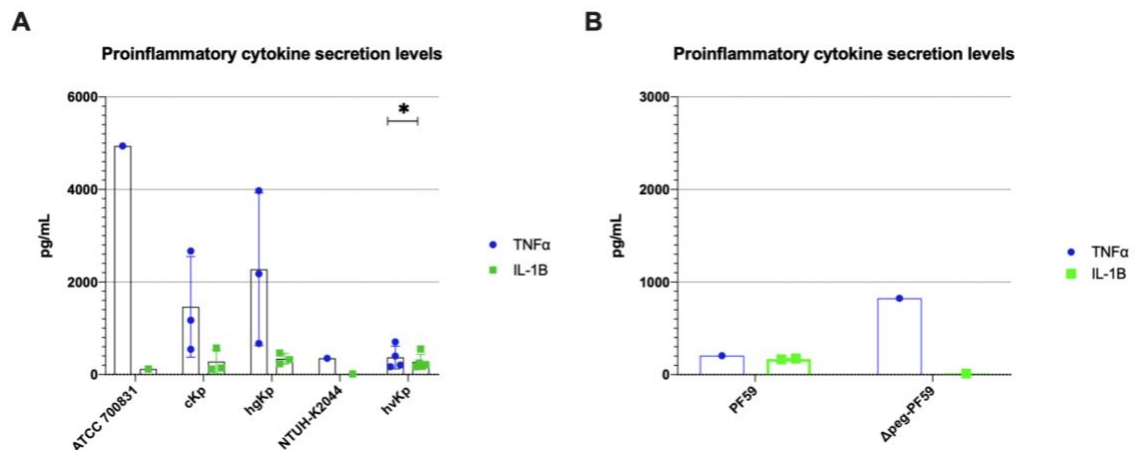 A
Proinflammatory cytokine secretion levels
6000
4000
2000
0
pg/mL
*
ATCC 700831
cKp
hgKp
NTUH-K2044
hvKp
TNFα
IL-1B
B
Proinflammatory cytokine secretion levels
3000
2000
1000
0
pg/mL
PF59
Δpeg-PF59
TNFα
IL-1B